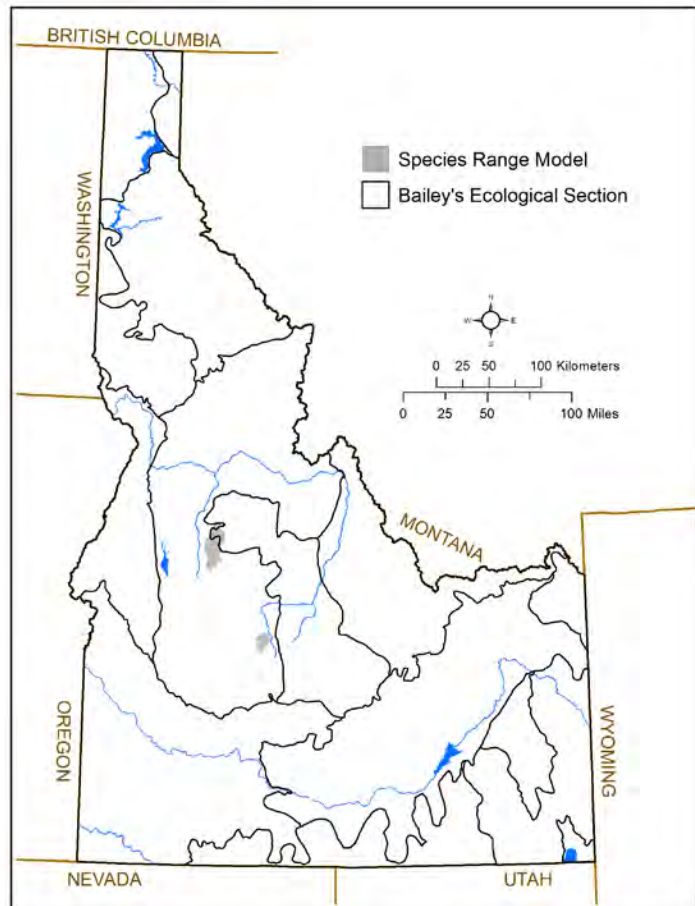 BRITISH COLUMBIA
WASHINGTON
Species Range Model
Bailey's Ecological Section
N
W E
S
0 25 50 100 Kilometers
0 25 50 100 Miles
MONTANA
OREGON
WYOMING
NEVADA
UTAH